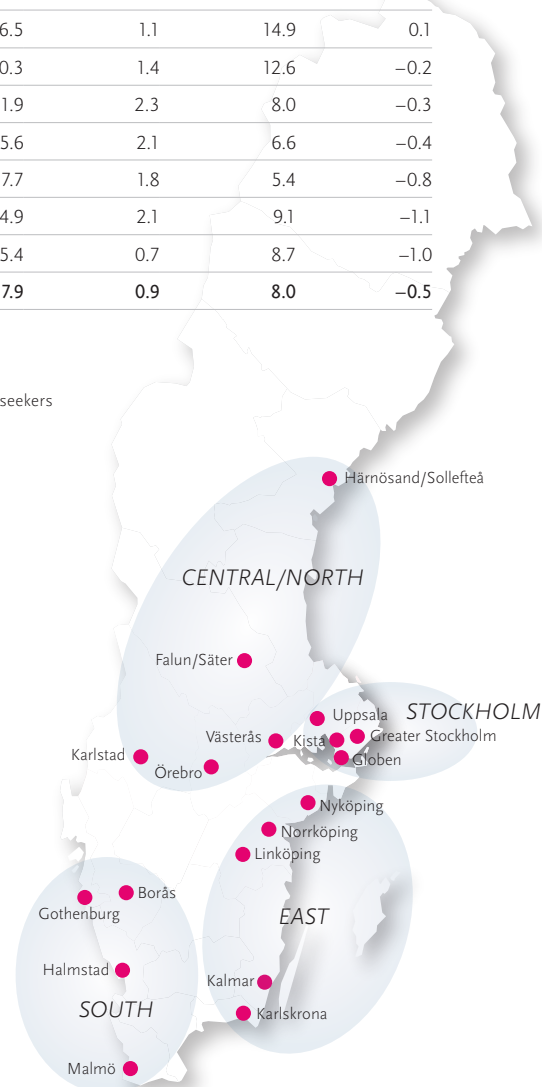 6.5 1.1 14.9 0.1
0.3 1.4 12.6 –0.2
1.9 2.3 8.0 –0.3
5.6 2.1 6.6 –0.4
7.7 1.8 5.4 –0.8
4.9 2.1 9.1 –1.1
5.4 0.7 8.7 –1.0
7.9 0.9 8.0 –0.5
seekers
Härnösand/Sollefteå
CENTRAL/NORTH
Falun/Säter
Uppsala
STOCKHOLM
Västerås
Kista
Greater Stockholm
Karlstad
Globen
Örebro
Nyköping
Norrköping
Linköping
Borås
Gothenburg
EAST
Halmstad
Kalmar
SOUTH
Karlskrona
Malmö